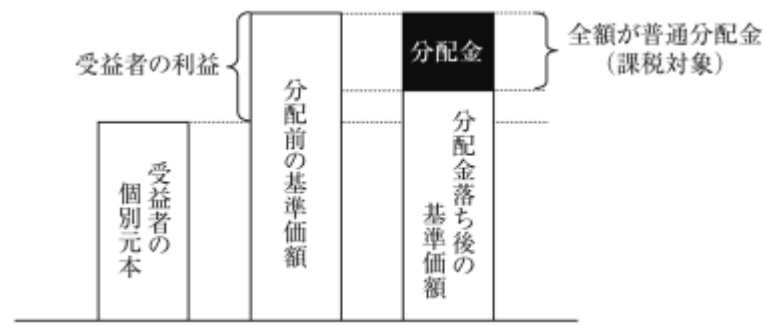 受益者の利益
受益者の
個別元本
分配前の基準価額
分配金
分配金落ち後の
基準価額
全額が普通分配金
（課税対象）